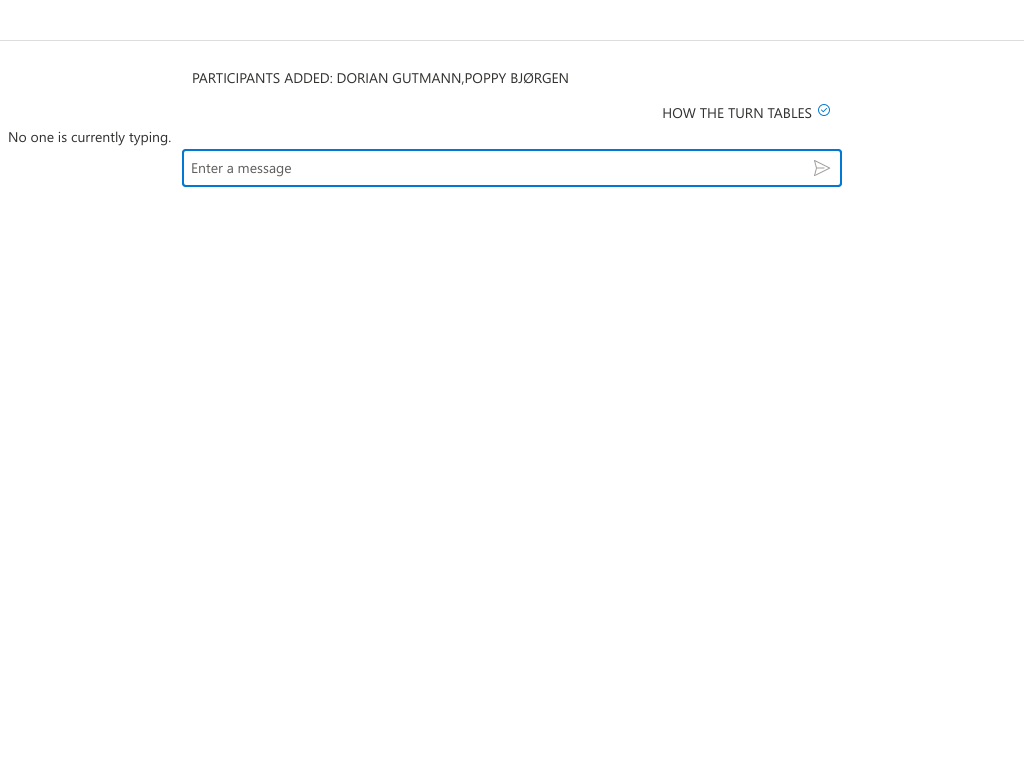 PARTICIPANTS ADDED: DORIAN GUTMANN,POPPY BJØRGEN
HOW THE TURN TABLES
No one is currently typing.
Enter a message